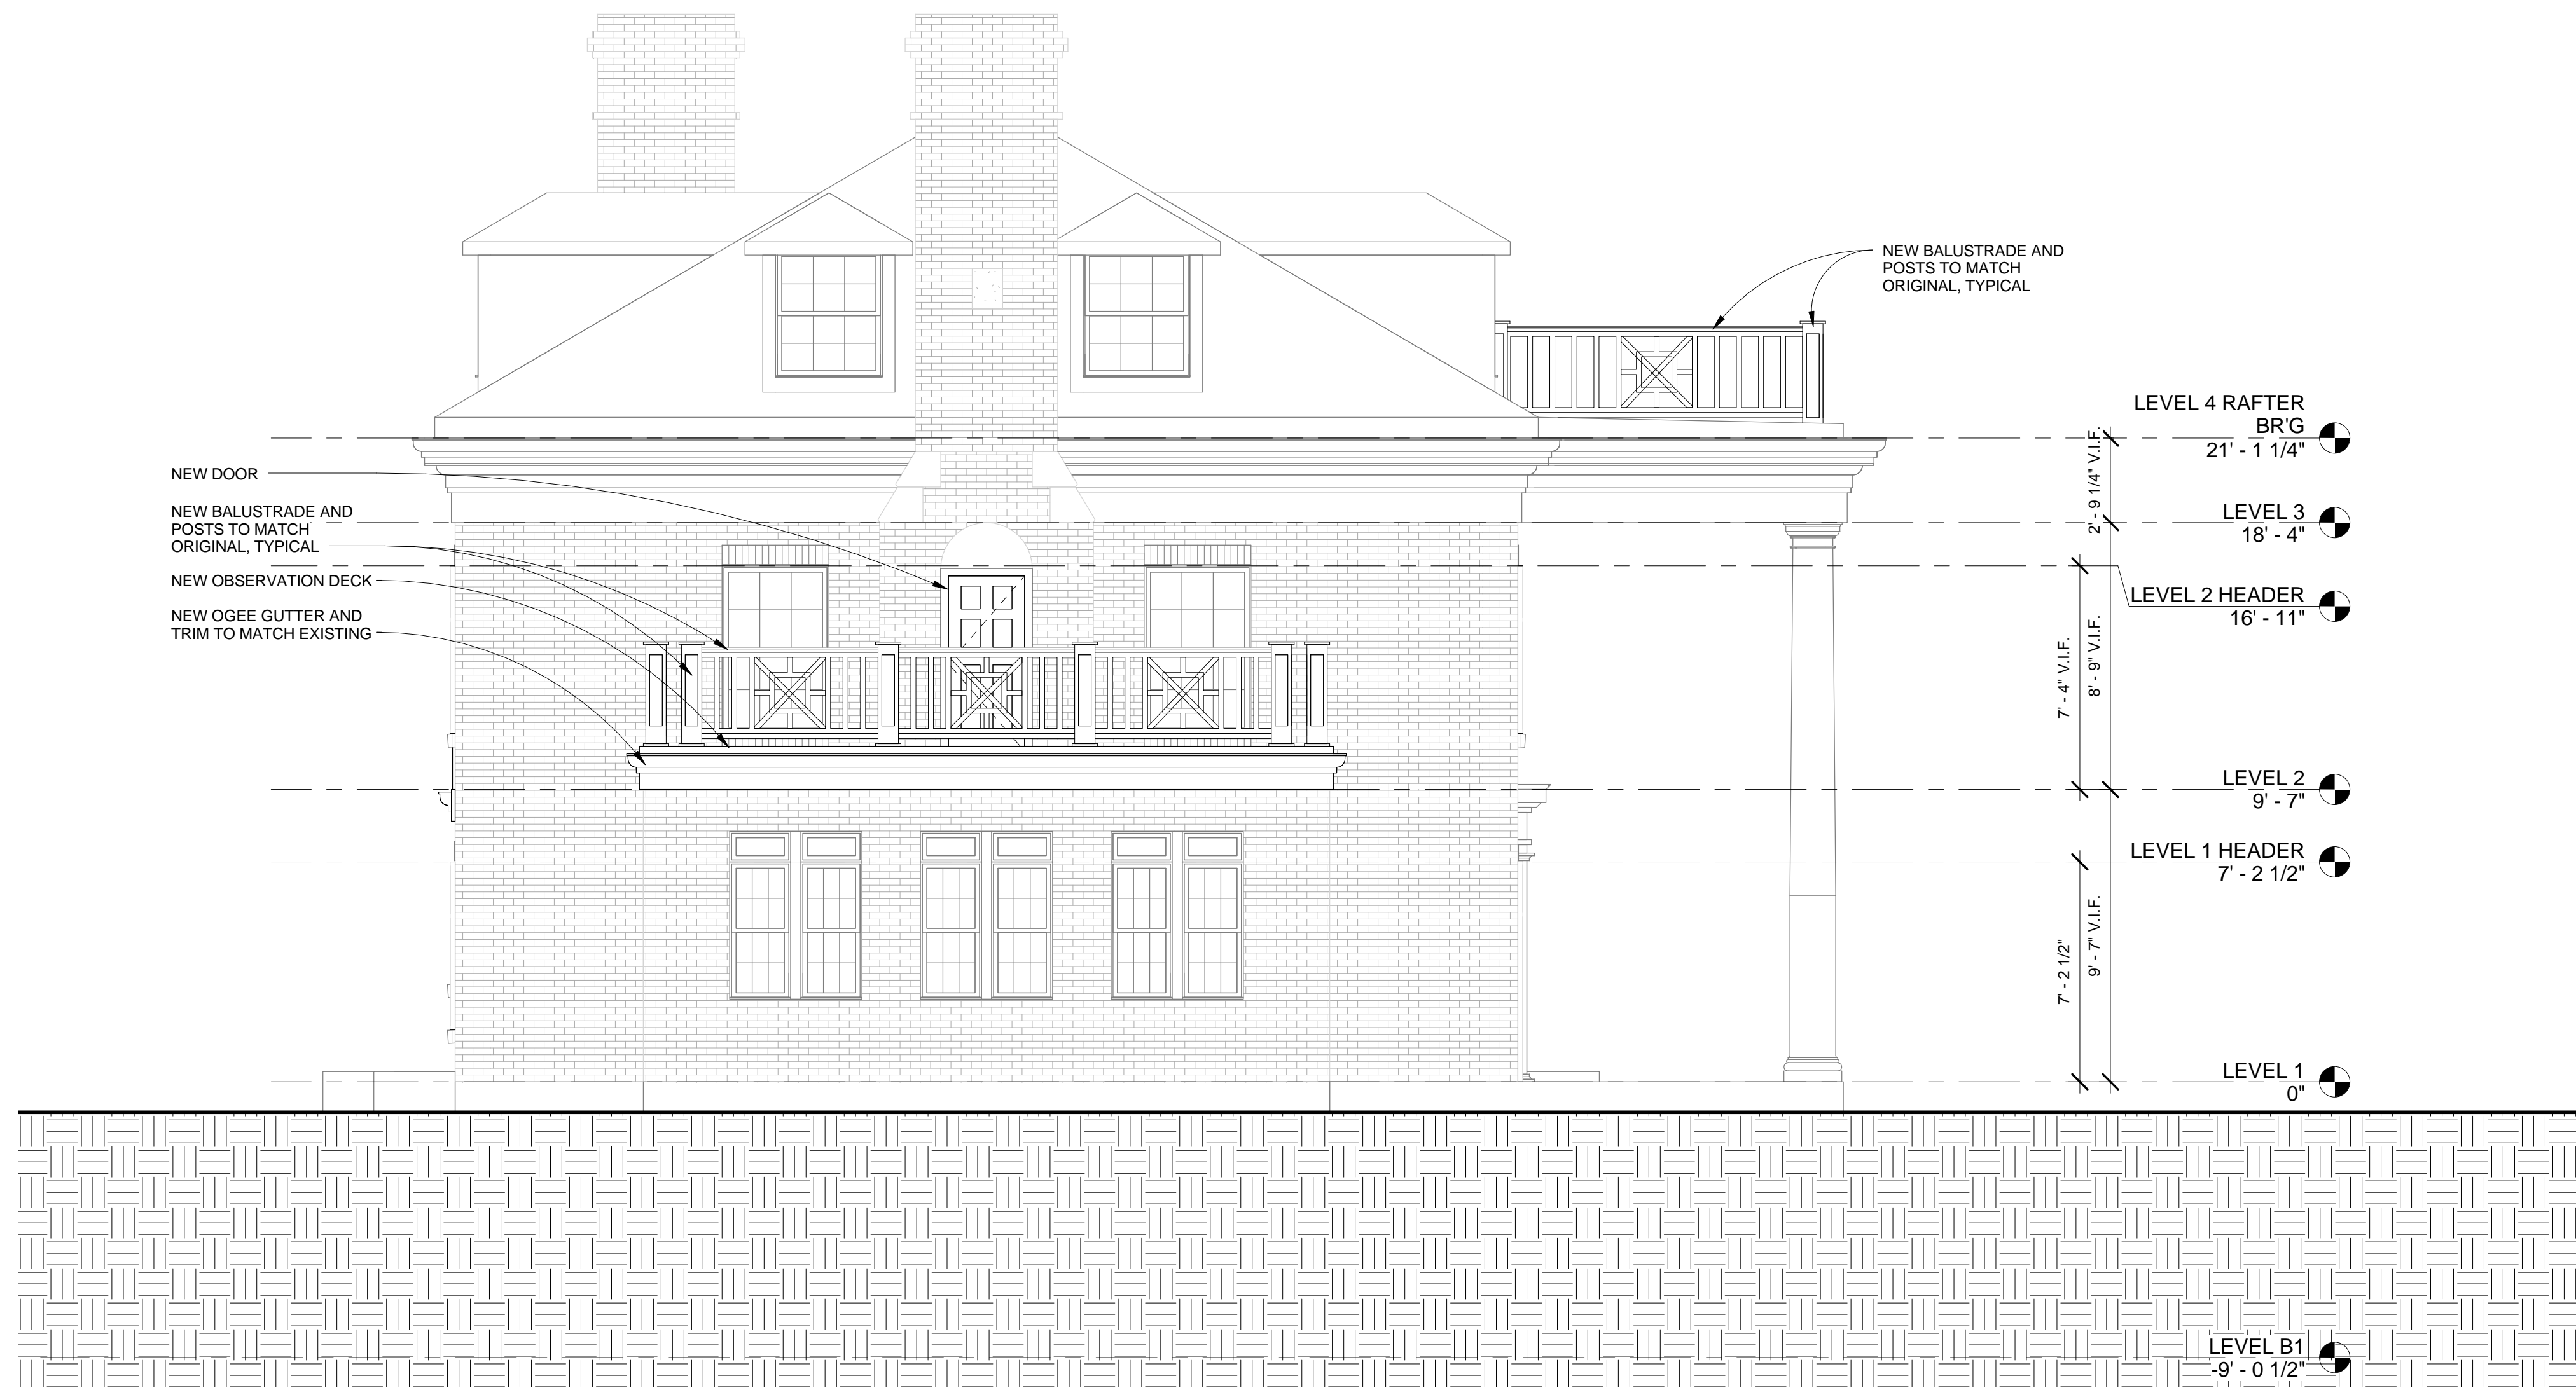 NEW BALUSTRADE AND
POSTS TO MATCH
ORIGINAL, TYPICAL
LEVEL 4 RAFTER
BR'G
21' - 1 1/4"
2' - 9 1/4" V.I.F.
NEW DOOR
NEW BALUSTRADE AND
POSTS TO MATCH
ORIGINAL, TYPICAL
NEW OBSERVATION DECK
NEW OGEE GUTTER AND
TRIM TO MATCH EXISTING
LEVEL 3
18' - 4"
LEVEL 2 HEADER
16' - 11"
7' - 4" V.I.F.
8' - 9" V.I.F.
LEVEL 2
9' - 7"
LEVEL 1 HEADER
7' - 2 1/2"
7' - 2 1/2"
9' - 7" V.I.F.
LEVEL 1
0"
LEVEL B1
-9' - 0 1/2"